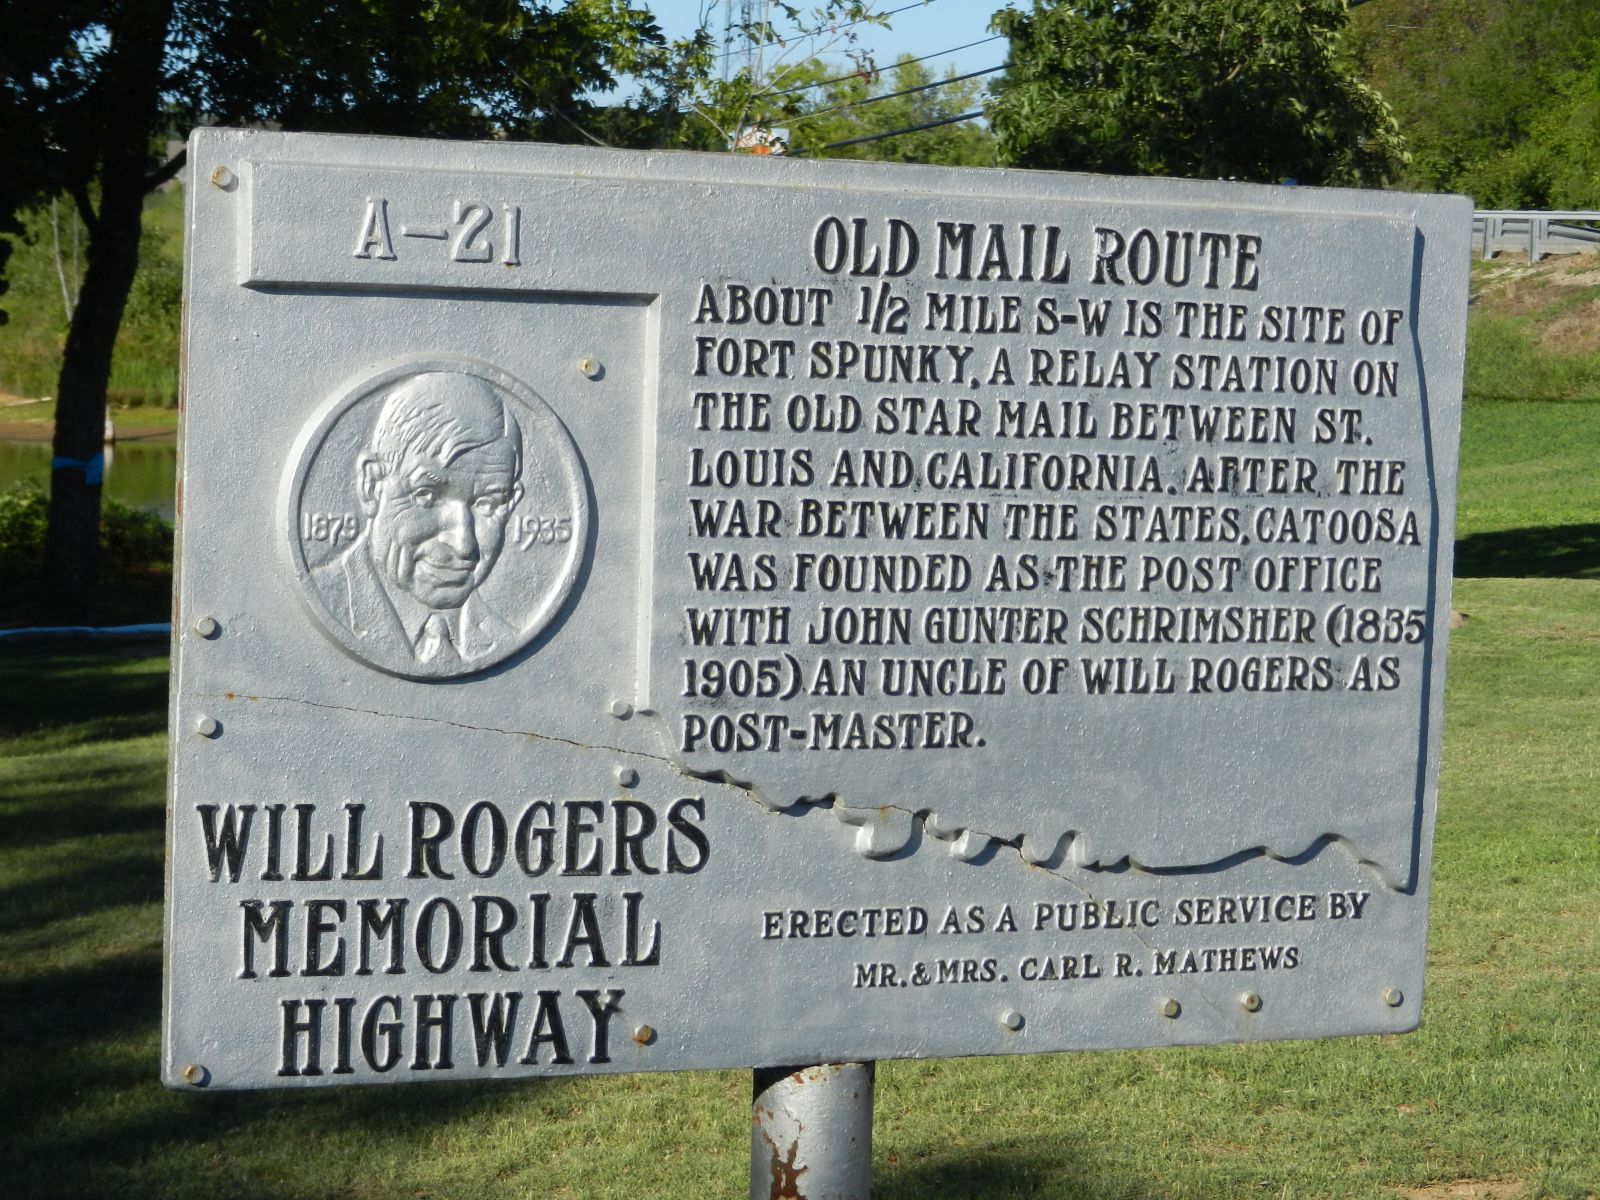 A-21
OLD MAIL ROUTE
ABOUT 1/2 MILE S-W IS THE SITE OF
FORT SPUNKY, A RELAY STATION ON
THE OLD STAR MAIL BETWEEN ST.
LOUIS AND CALIFORNIA. AFTER THE
WAR BETWEEN THE STATES, CATOOSA
WAS FOUNDED AS THE POST OFFICE
WITH JOHN GUNTER SCHRIMSHER (1835
1905) AN UNCLE OF WILL ROGERS AS
POST-MASTER.
1879 1935
WILL ROGERS
MEMORIAL
HIGHWAY
ERECTED AS A PUBLIC SERVICE BY
MR. & MRS. CARL R. MATHEWS